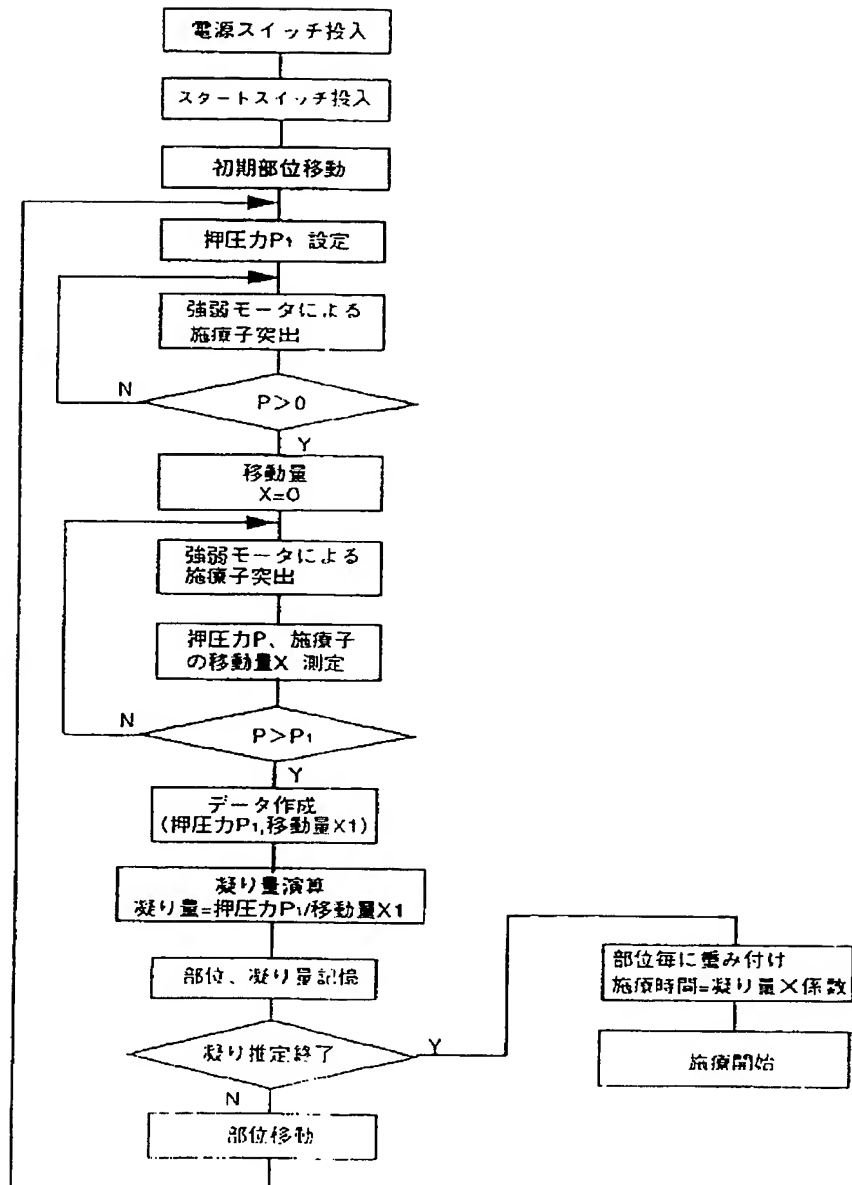 電源スイッチ投入
スタートスイッチ投入
初期部位移動
押圧力P1 設定
強弱モータによる
施療子突出
N
P>0
Y
移動量
X=0
強弱モータによる
施療子突出
押圧力P、施療子
の移動量X 測定
N
P>P1
Y
データ作成
(押圧力P1,移動量X1)
凝り量演算
凝り量=押圧力P1/移動量X1
部位、凝り量記憶
凝り推定終了
Y
N
部位移動
部位毎に重み付け
施療時間=凝り量×係数
施療開始